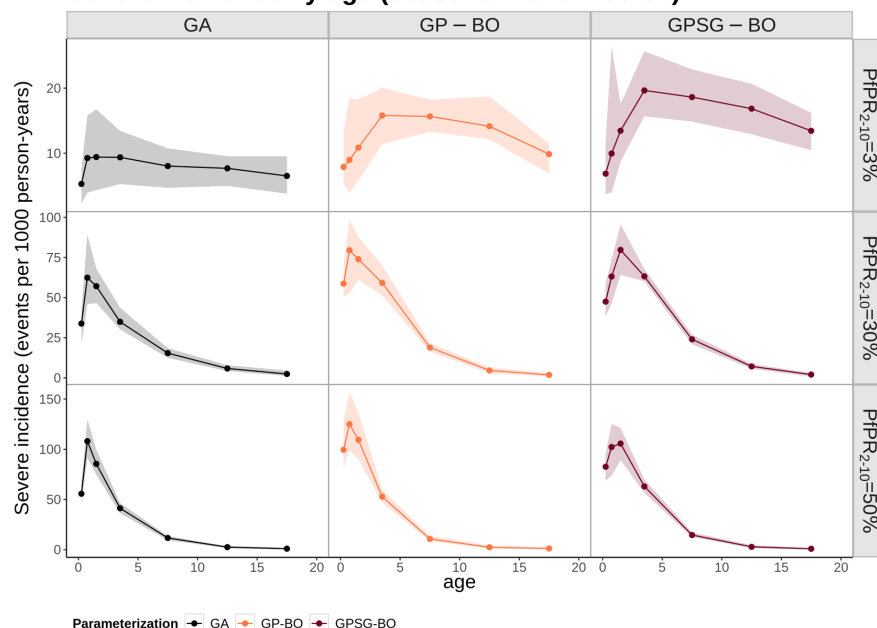 GA GP − BO GPSG − BO
Severe incidence (events per 1000 person-years)
20
10
PfPR2-10=3%
100
75
50
25
0
PfPR2-10=30%
150
100
50
0
PfPR2-10=50%
0 5 10 15 20 0 5 10 15 20 0 5 10 15 20
age
Parameterization GA GP-BO GPSG-BO